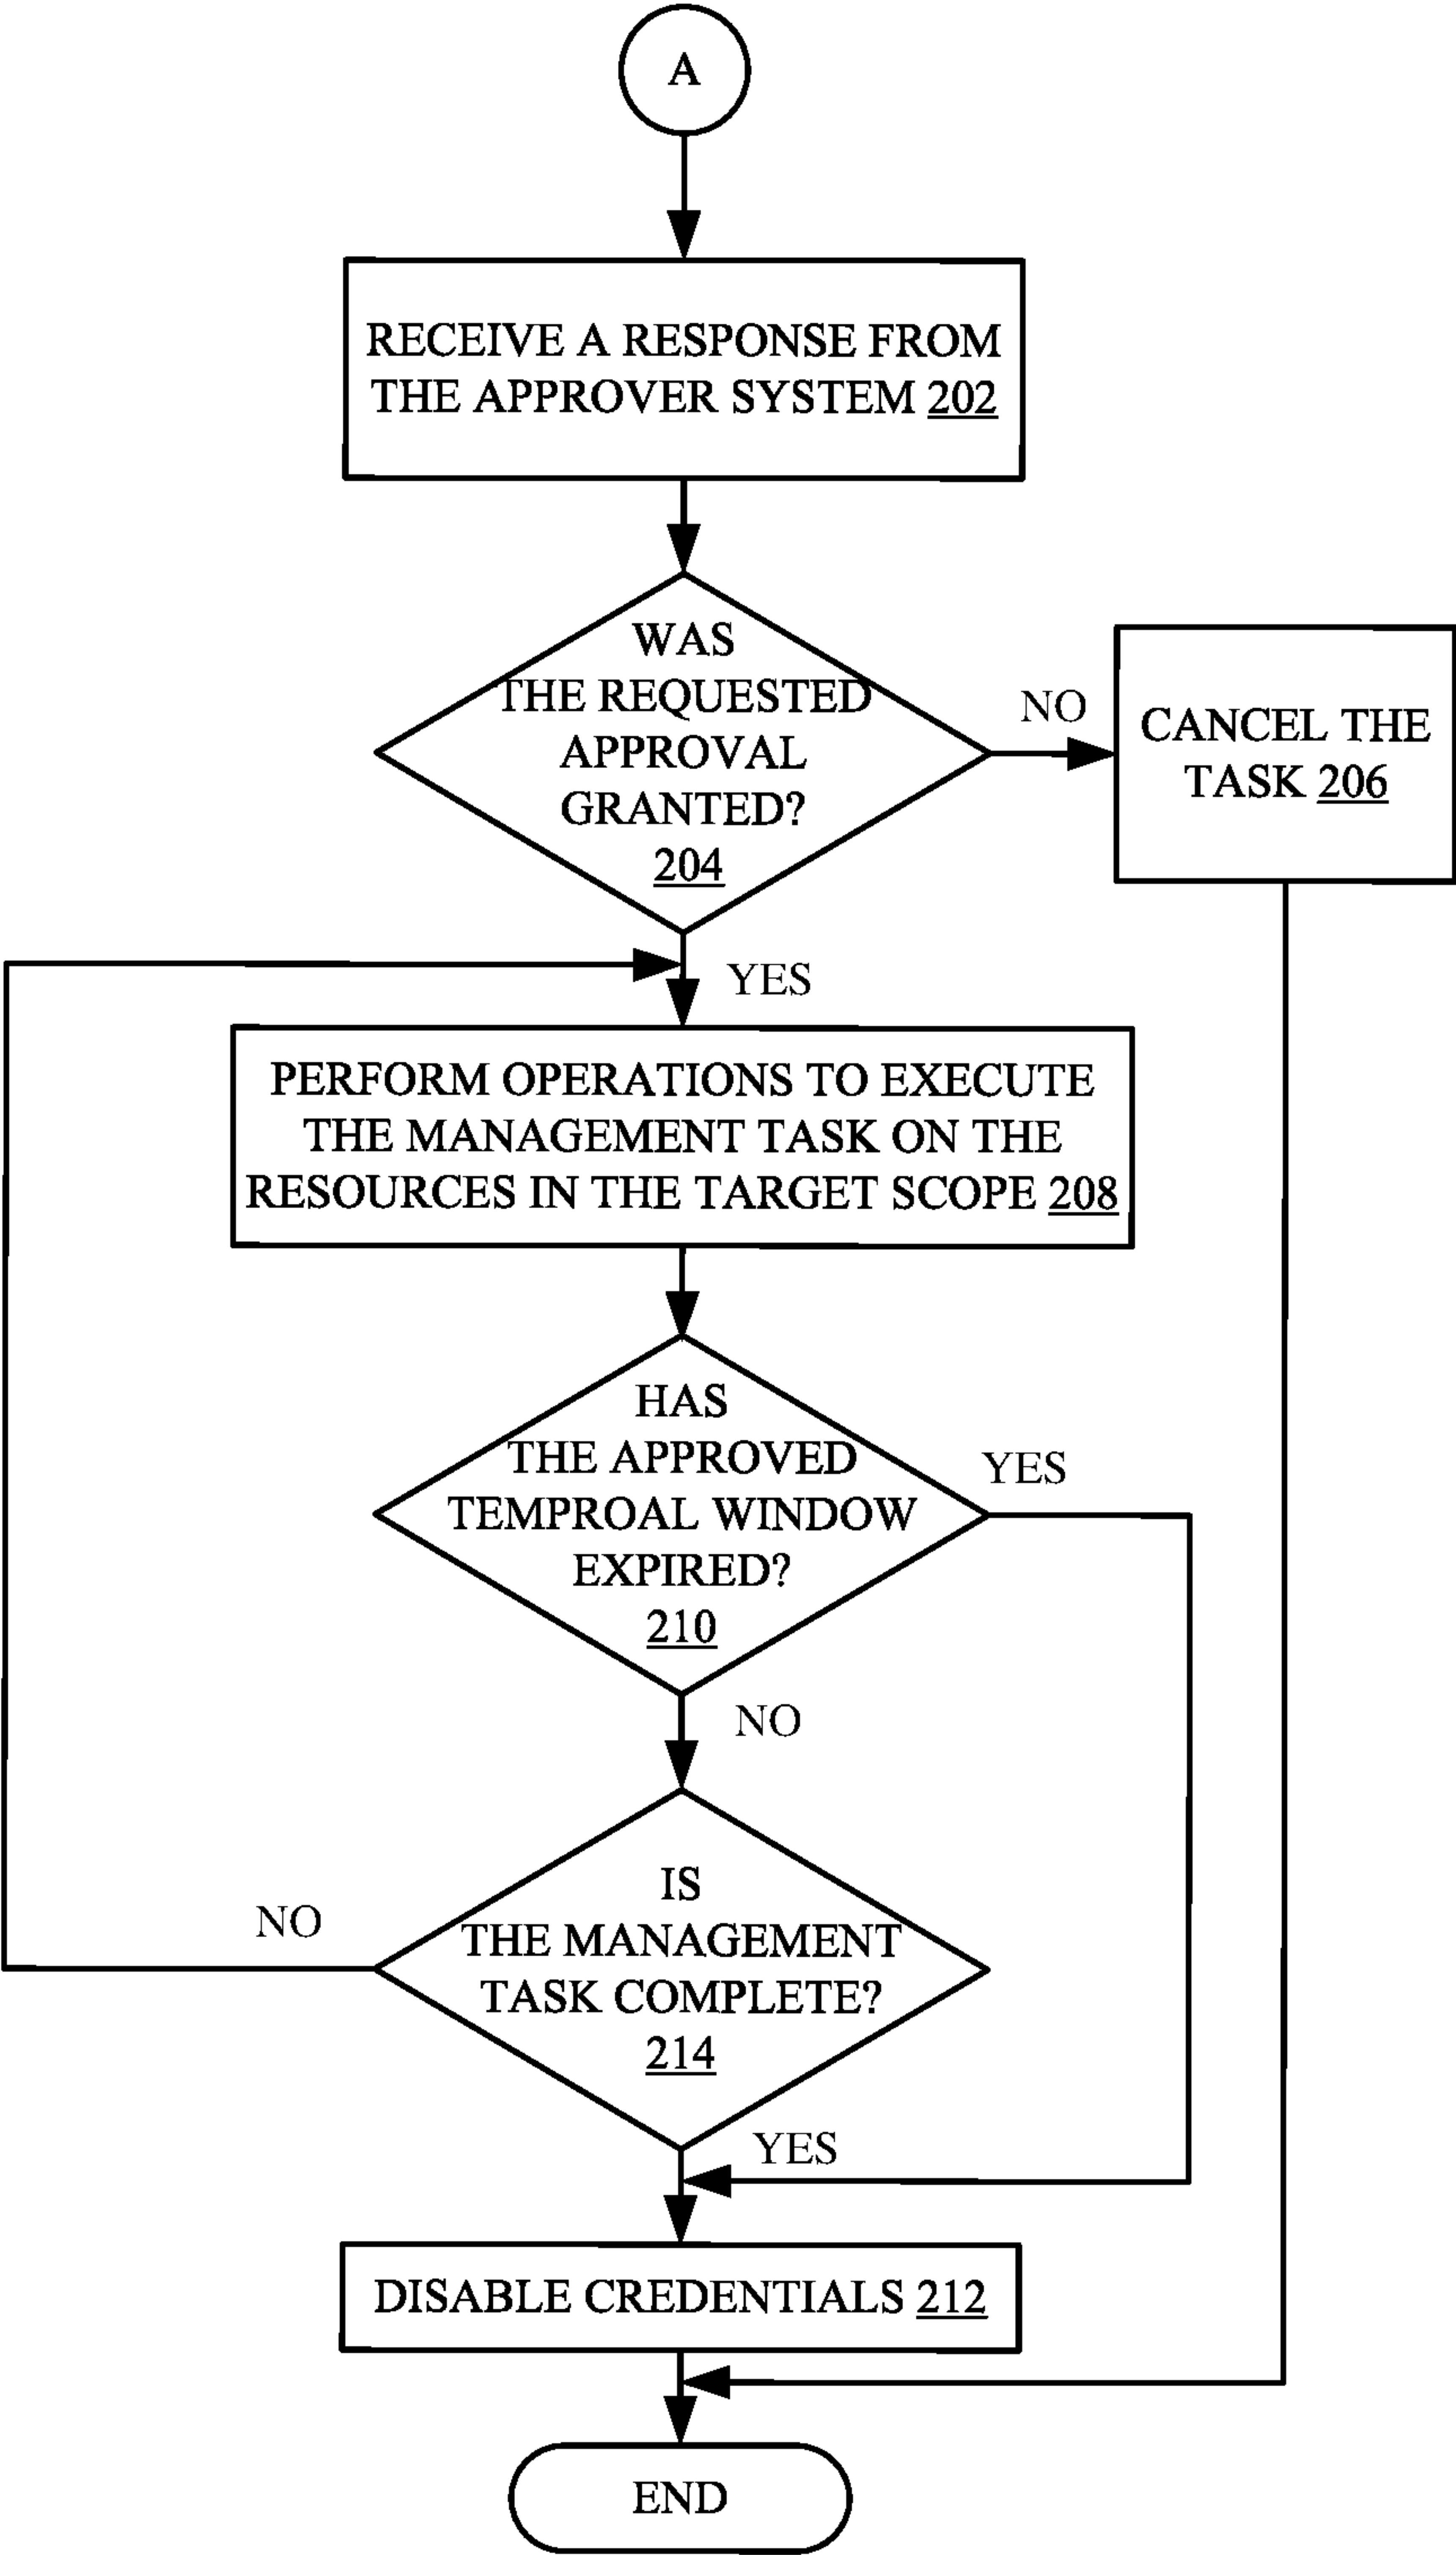 A
RECEIVE A RESPONSE FROM
THE APPROVER SYSTEM 202
WAS
THE REQUESTED
APPROVAL
GRANTED?
204
NO
CANCEL THE
TASK 206
YES
PERFORM OPERATIONS TO EXECUTE
THE MANAGEMENT TASK ON THE
RESOURCES IN THE TARGET SCOPE 208
HAS
THE APPROVED
TEMPROAL WINDOW
EXPIRED?
210
YES
NO
IS
THE MANAGEMENT
TASK COMPLETE?
214
NO
YES
DISABLE CREDENTIALS 212
END